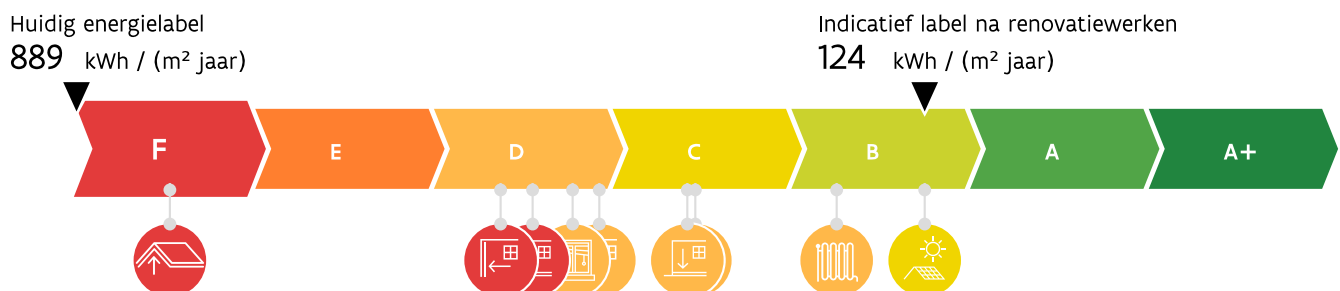 Huidig energielabel
889 kWh / (m² jaar)
Indicatief label na renovatiewerken
124 kWh / (m² jaar)
F E D C B A A+